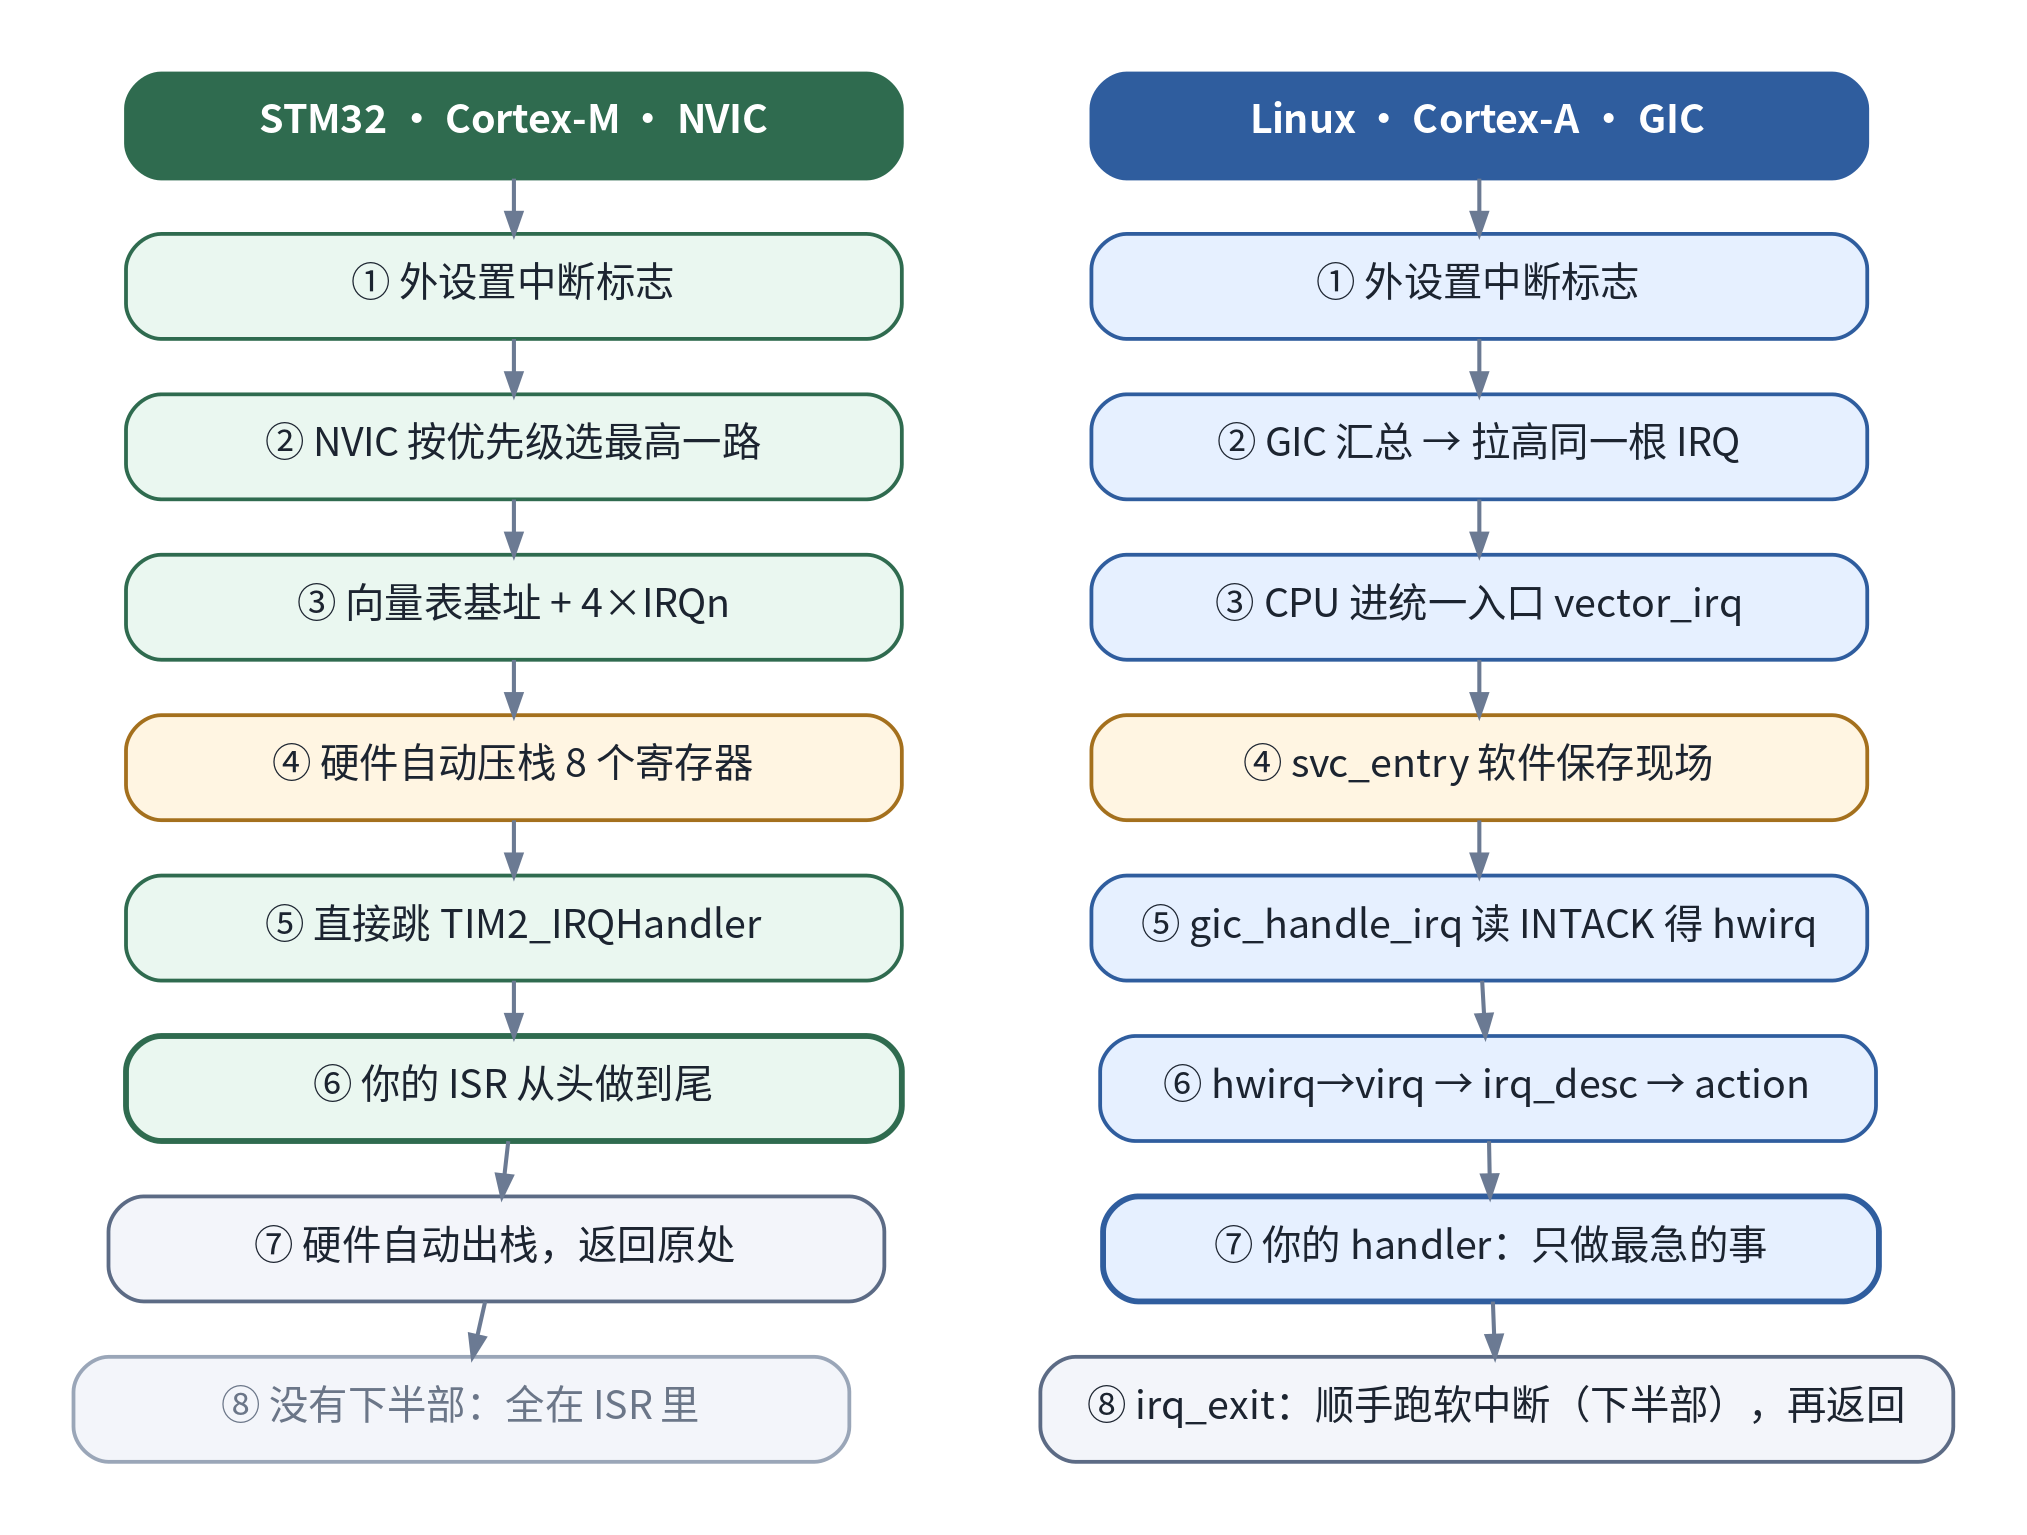 STM32 • Cortex-M • NVIC
① 外设置中断标志
② NVIC 按优先级选最高一路
③ 向量表基址 + 4×IRQn
④ 硬件自动压栈 8 个寄存器
⑤ 直接跳 TIM2_IRQHandler
⑥ 你的 ISR 从头做到尾
⑦ 硬件自动出栈，返回原处
⑧ 没有下半部：全在 ISR 里
Linux • Cortex-A • GIC
① 外设置中断标志
② GIC 汇总 → 拉高同一根 IRQ
③ CPU 进统一入口 vector_irq
④ svc_entry 软件保存现场
⑤ gic_handle_irq 读 INTACK 得 hwirq
⑥ hwirq→virq → irq_desc → action
⑦ 你的 handler：只做最急的事
⑧ irq_exit：顺手跑软中断（下半部），再返回